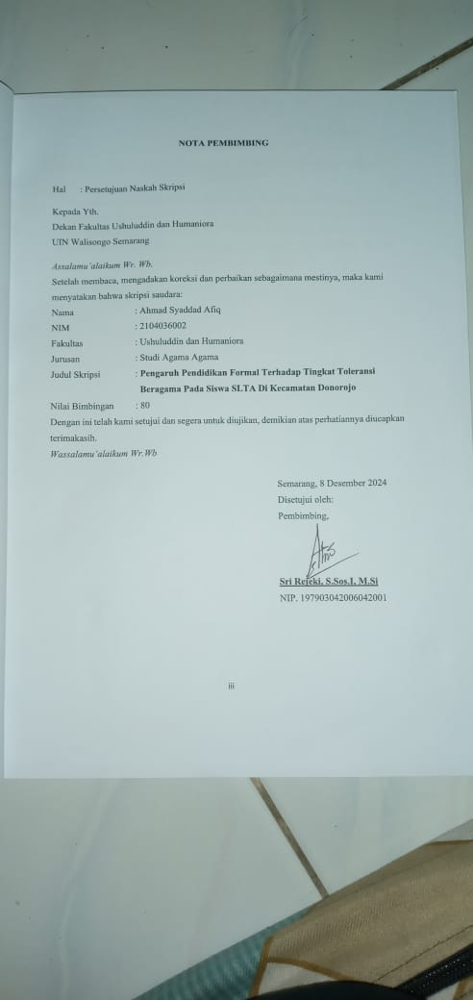 NOTA PEMBIMBING
Hal : Persetujuan Naskah Skripsi
Kepada Yth.
Dekan Fakultas Ushuluddin dan Humaniora
UIN Walisongo Semarang
Assalamu'alaikum Wr. Wb.
Setelah membaca, mengadakan koreksi dan perbaikan sebagaimana mestinya, maka kami
menyatakan bahwa skripsi saudara:
Nama : Ahmad Syaddad Afiq
NIM : 2104036002
Fakultas : Ushuluddin dan Humaniora
Jurusan : Studi Agama Agama
Judul Skripsi : Pengaruh Pendidikan Formal Terhadap Tingkat Toleransi
Beragama Pada Siswa SLTA Di Kecamatan Donorojo
Nilai Bimbingan : 80
Dengan ini telah kami setujui dan segera untuk diujikan, demikian atas perhatiannya diucapkan
terimakasih.
Wassalamu'alaikum Wr.Wb
Semarang, 8 Desember 2024
Disetujui oleh:
Pembimbing,
Sri Rejeki, S.Sos.I, M.Si
NIP. 197903042006042001
iii